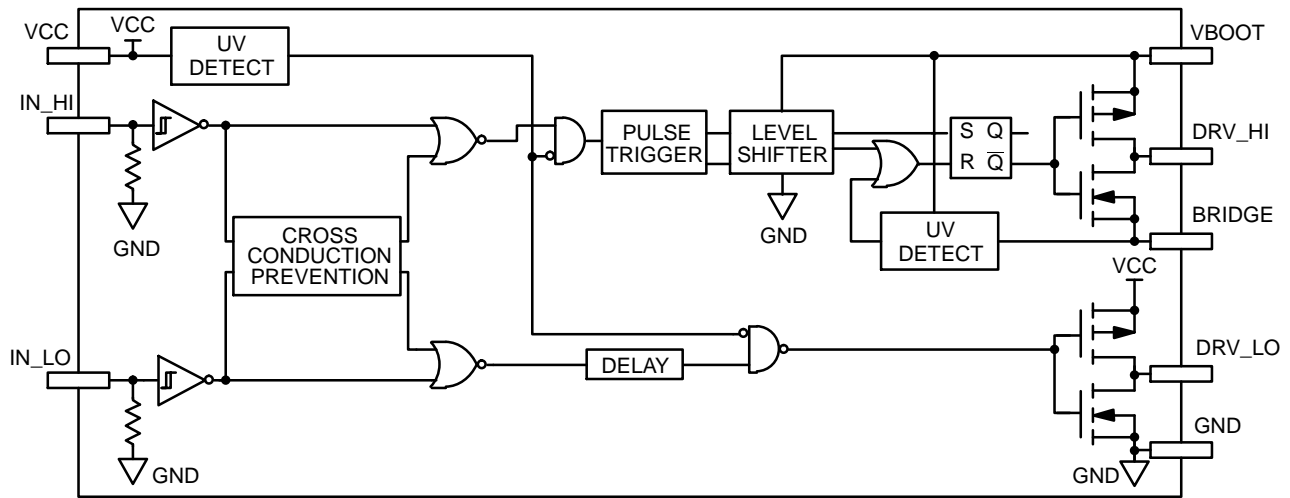 VCC
VCC
UV
DETECT
VBOOT
IN_HI
GND
PULSE
TRIGGER
LEVEL
SHIFTER
GND
S Q
R Q̅
DRV_HI
UV
DETECT
BRIDGE
CROSS
CONDUCTION
PREVENTION
VCC
IN_LO
GND
DELAY
DRV_LO
GND
GND